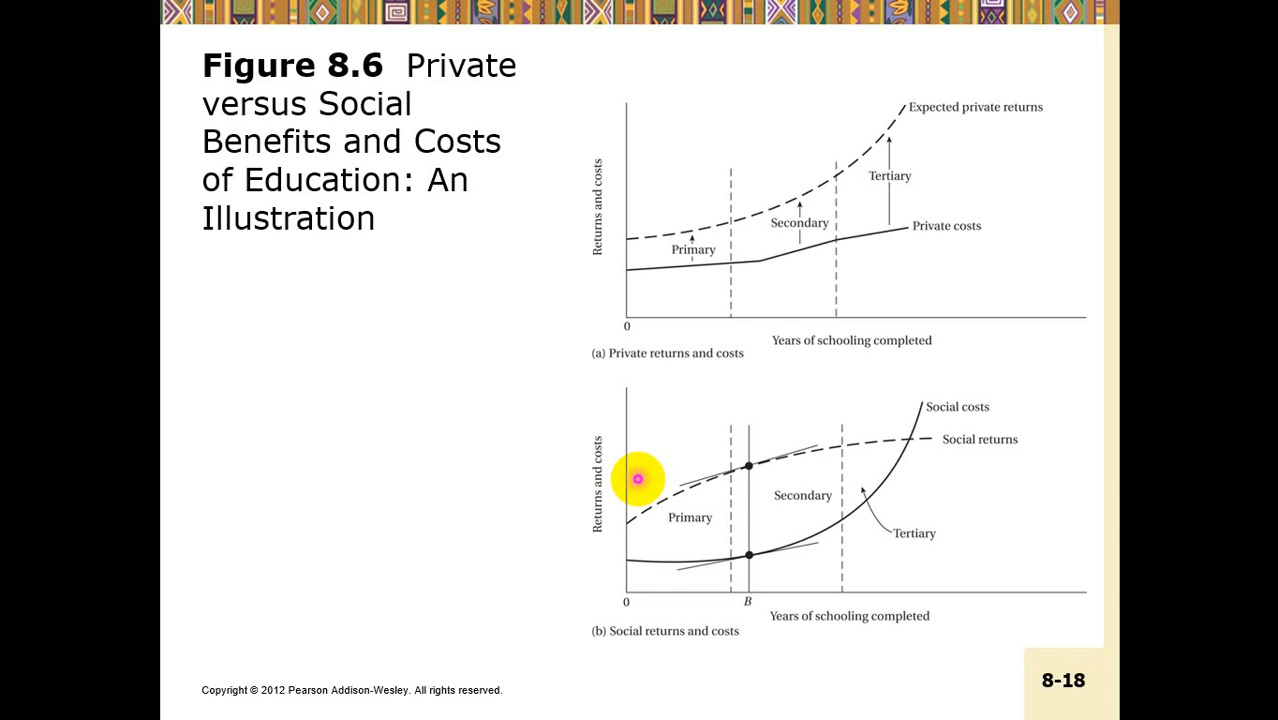 Figure 8.6 Private
versus Social
Benefits and Costs
of Education: An
Illustration
Expected private returns
Returns and costs
Tertiary
Secondary
Private costs
Primary
0
Years of schooling completed
(a) Private returns and costs
Social costs
Social returns
Returns and costs
Secondary
Primary
Tertiary
0
B
Years of schooling completed
(b) Social returns and costs
Copyright © 2012 Pearson Addison-Wesley. All rights reserved.
8-18